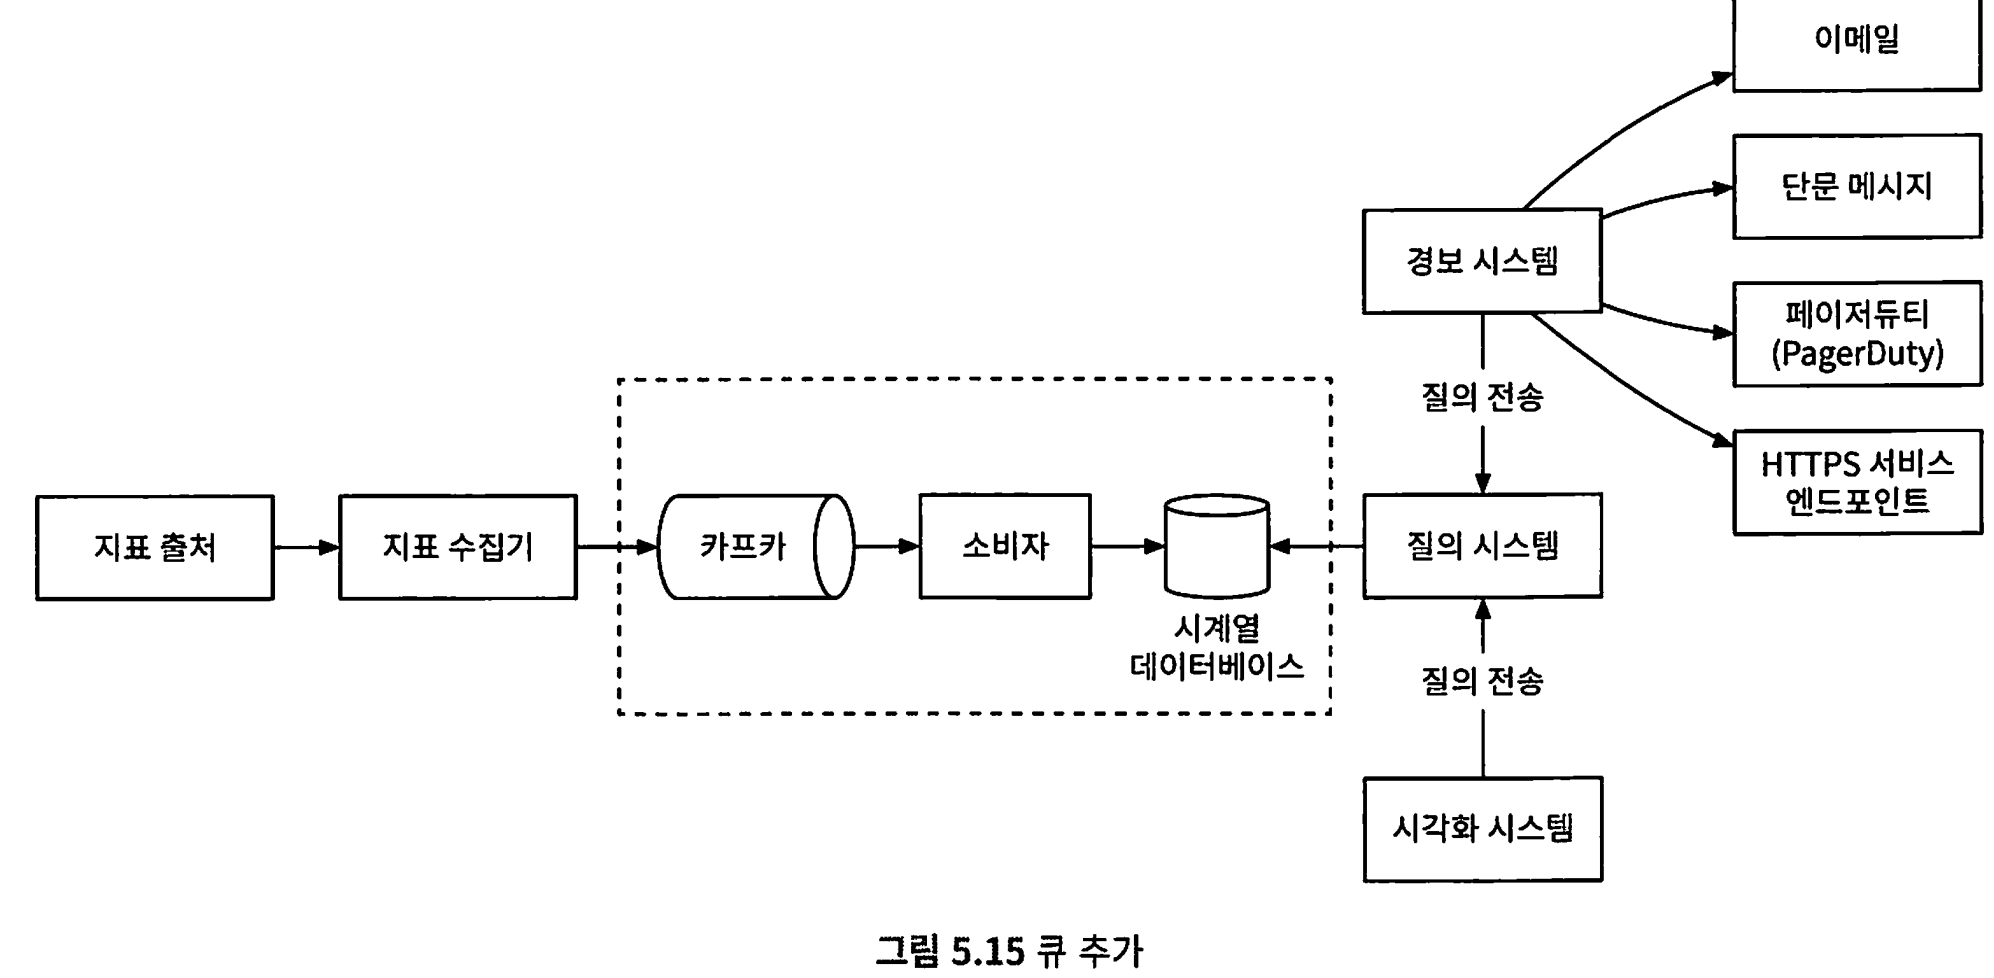 이메일
단문 메시지
경보 시스템
페이저듀티
(PagerDuty)
질의 전송
HTTPS 서비스
엔드포인트
지표 출처
지표 수집기
카프카
소비자
시계열
데이터베이스
질의 시스템
질의 전송
시각화 시스템
그림 5.15 큐 추가